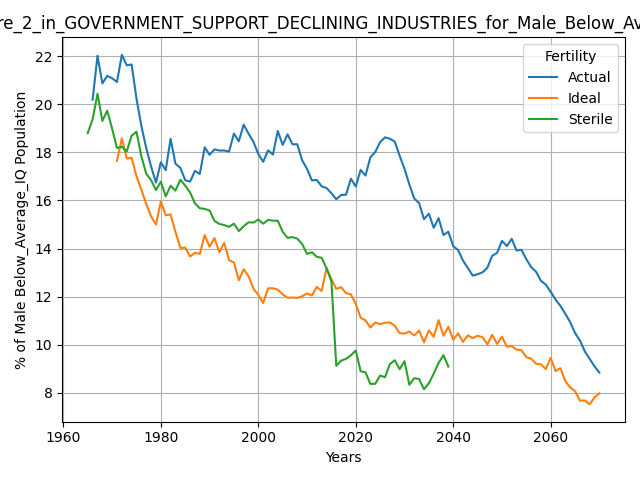 re_2_in_GOVERNMENT_SUPPORT_DECLINING_INDUSTRIES_for_Male_Below_Av
Fertility
Actual
Ideal
Sterile
% of Male Below_Average_IQ Population
22
20
18
16
14
12
10
8
1960 1980 2000 2020 2040 2060
Years